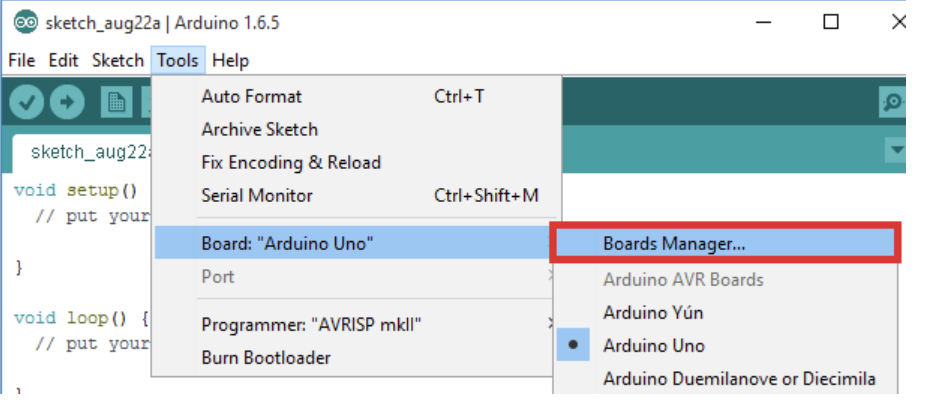 sketch_aug22a | Arduino 1.6.5
File Edit Sketch Tools Help
Auto Format Ctrl+T
Archive Sketch
sketch_aug22a
Fix Encoding & Reload
Serial Monitor Ctrl+Shift+M
void setup()
// put your
Board: "Arduino Uno"
Boards Manager...
}
Port
Arduino AVR Boards
Arduino Yún
void loop() {
Programmer: "AVRISP mkII"
// put your
Arduino Uno
Burn Bootloader
Arduino Duemilanove or Diecimila